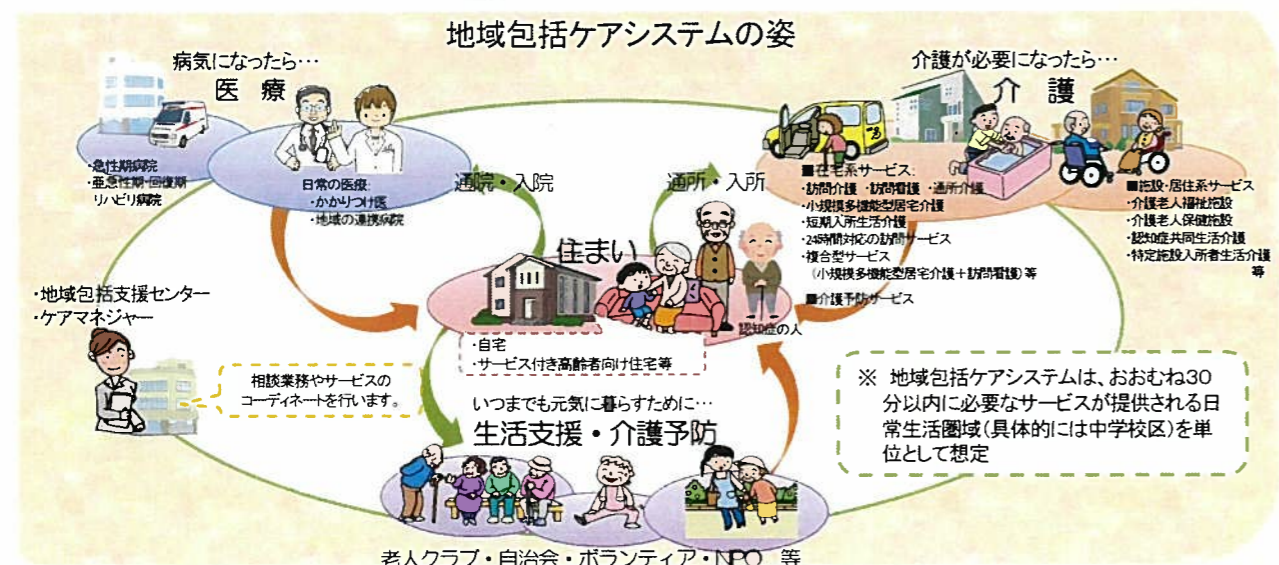 地域包括ケアシステムの姿
病気になったら…
医 療
・急性期病院
・亜急性期・回復期
リハビリ病院
日常の医療:
・かかりつけ医
・地域の連携病院
通院・入院
通所・入所
介護が必要になったら…
介 護
■在宅系サービス:
・訪問介護 ・訪問看護 ・通所介護
・小規模多機能型居宅介護
・短期入所生活介護
・24時間対応の訪問サービス
・複合型サービス
（小規模多機能型居宅介護＋訪問看護）等
■介護予防サービス
■施設・居住系サービス
・介護老人福祉施設
・介護老人保健施設
・認知症共同生活介護
・特定施設入所者生活介護
等
住まい
認知症の人
・自宅
・サービス付き高齢者向け住宅等
・地域包括支援センター
・ケアマネジャー
相談業務やサービスの
コーディネートを行います。
いつまでも元気に暮らすために…
生活支援・介護予防
老人クラブ・自治会・ボランティア・NPO 等
※ 地域包括ケアシステムは、おおむね30
分以内に必要なサービスが提供される日
常生活圏域(具体的には中学校区)を単
位として想定